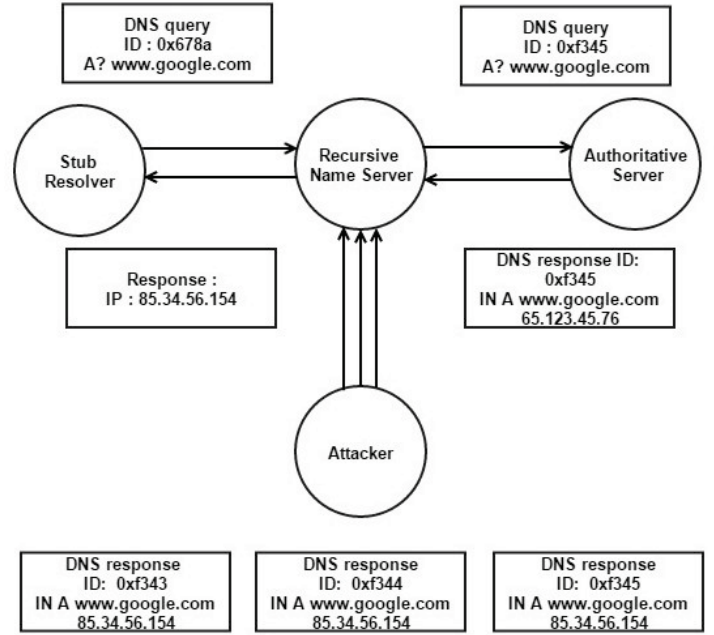 DNS query
ID : 0x678a
A? www.google.com
DNS query
ID : 0xf345
A? www.google.com
Stub
Resolver
Recursive
Name Server
Authoritative
Server
Response :
IP : 85.34.56.154
DNS response ID:
0xf345
IN A www.google.com
65.123.45.76
Attacker
DNS response
ID: 0xf343
IN A www.google.com
85.34.56.154
DNS response
ID: 0xf344
IN A www.google.com
85.34.56.154
DNS response
ID: 0xf345
IN A www.google.com
85.34.56.154